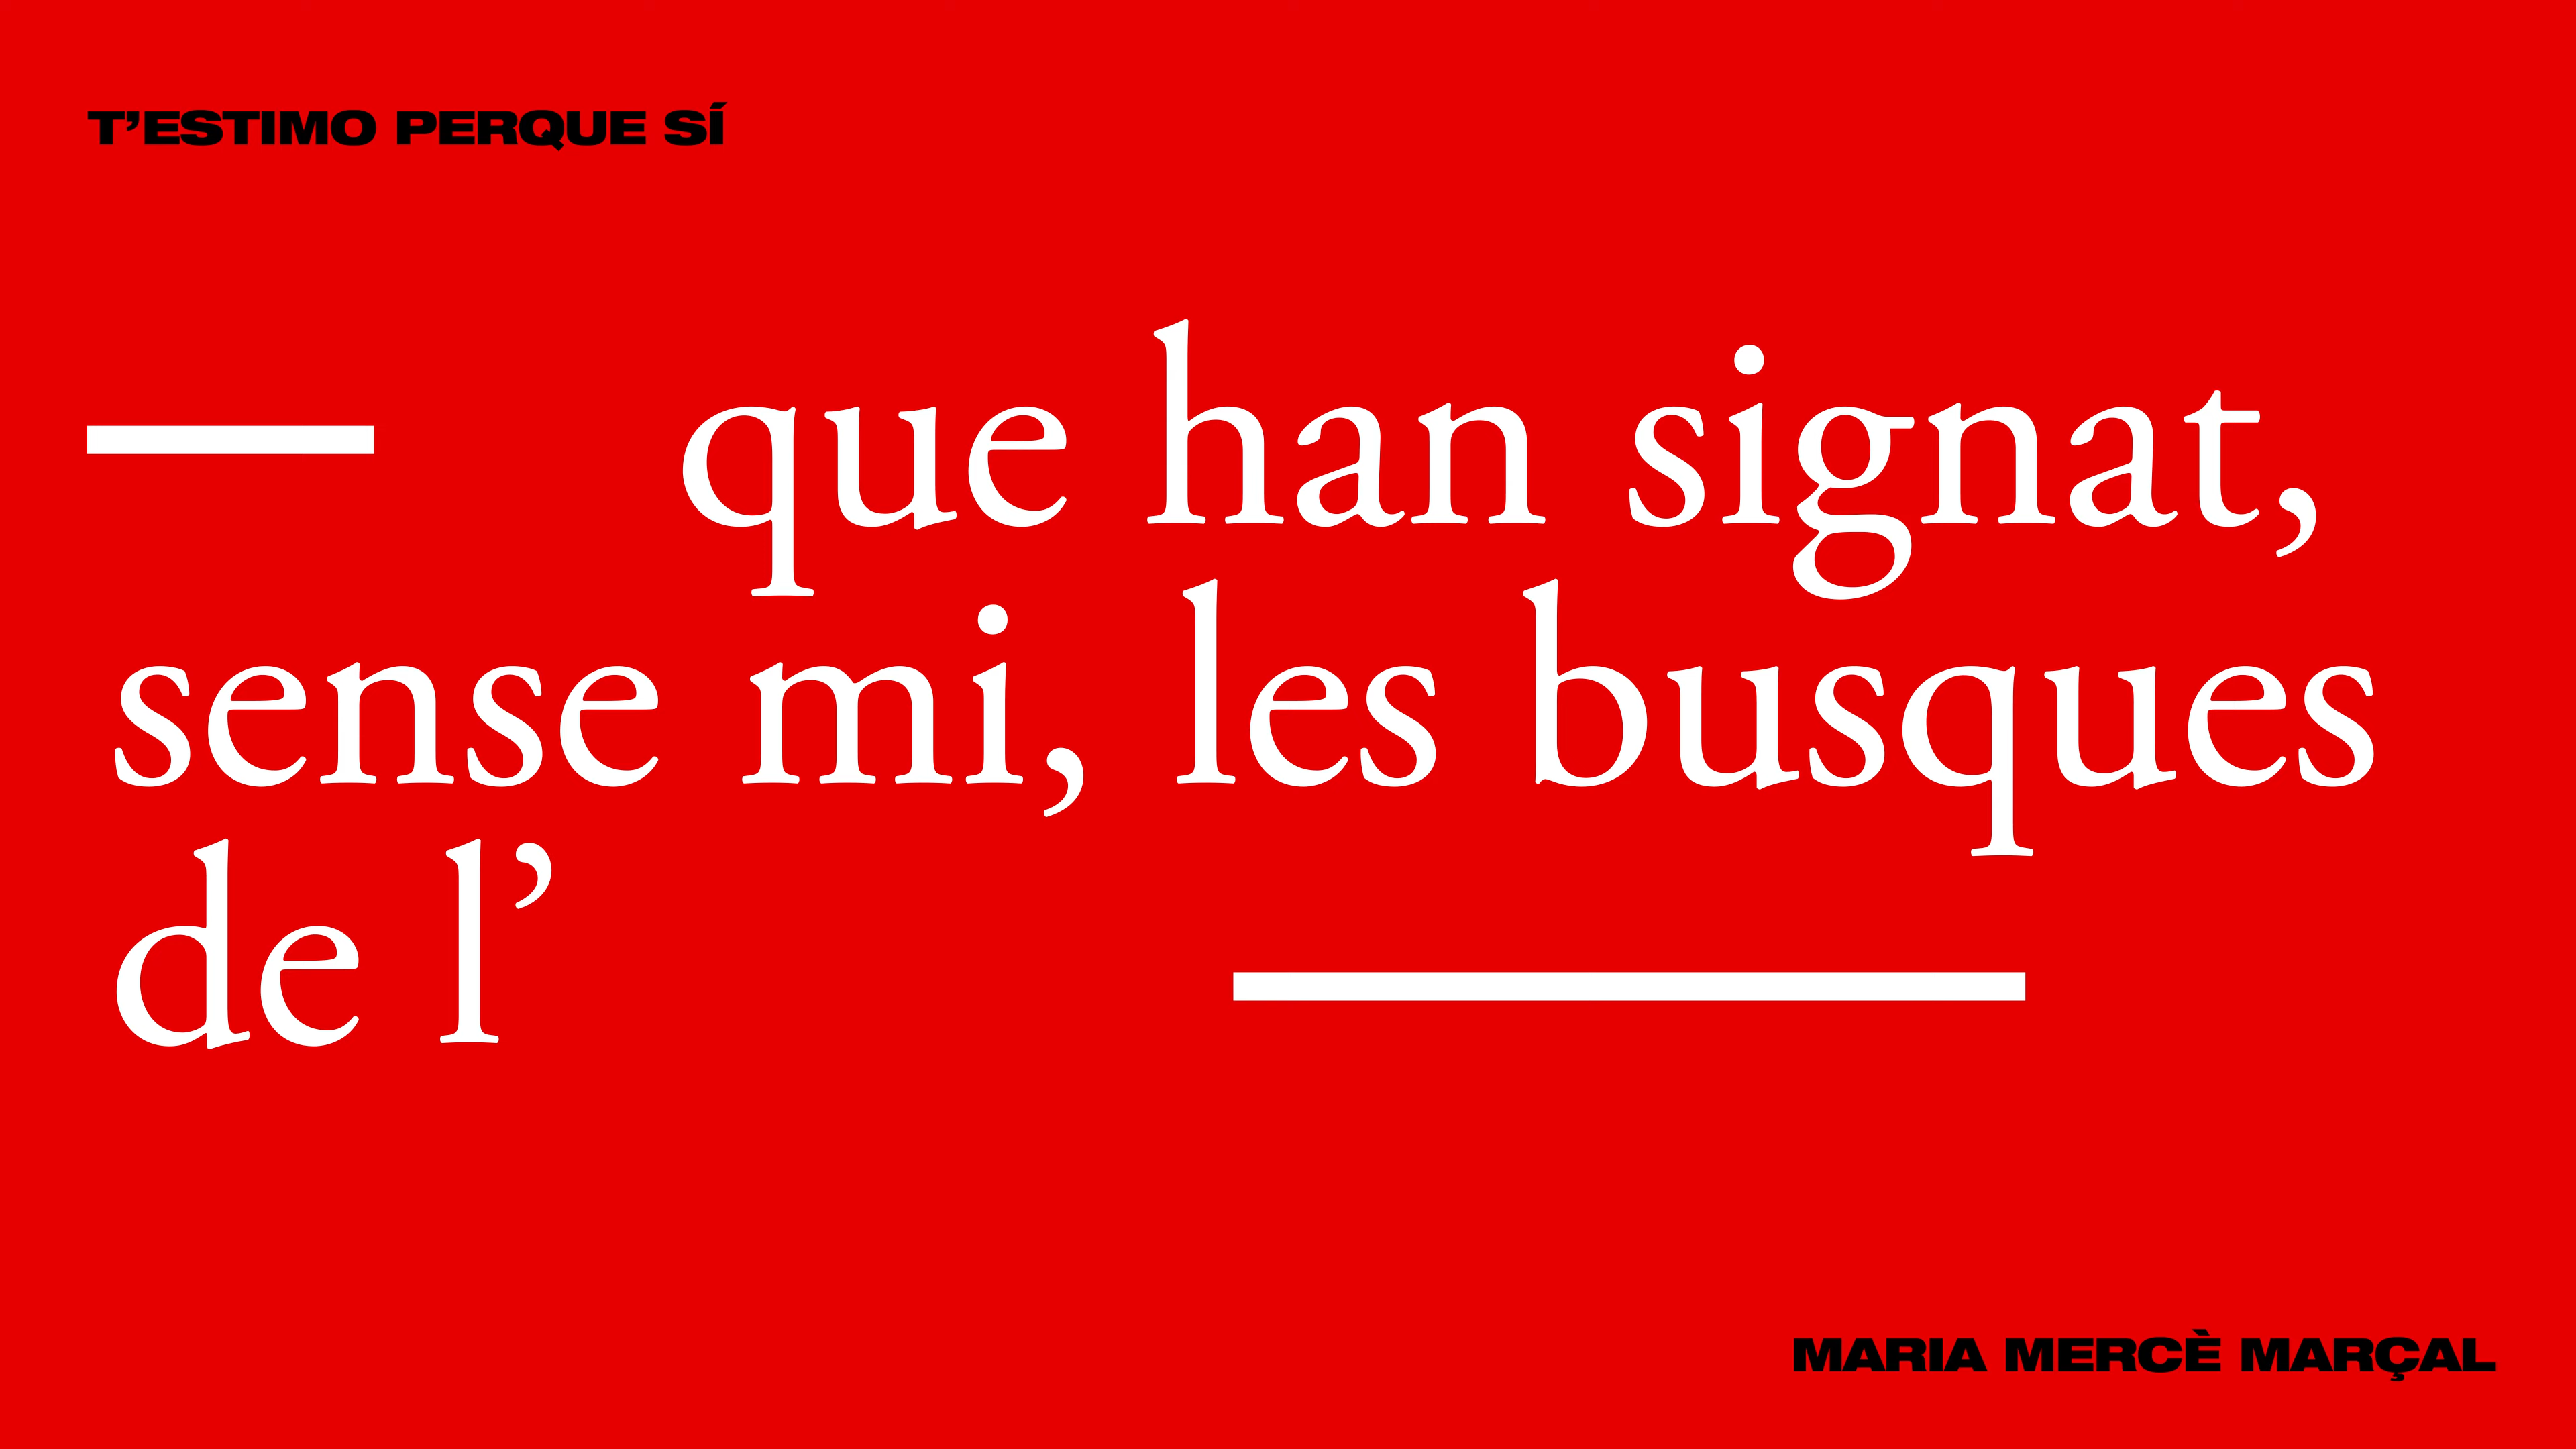 T’ESTIMO PERQUE SÍ
que han signat,
sense mi, les busques
de l’
MARIA MERCÈ MARÇAL